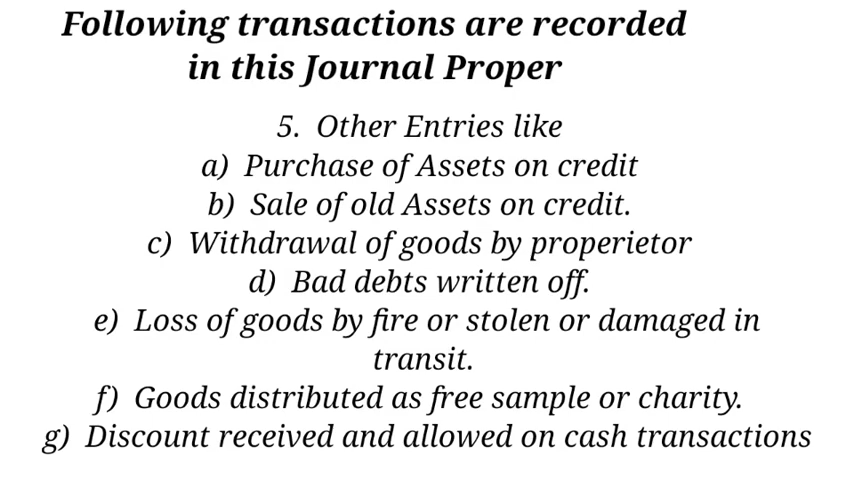 Following transactions are recorded
in this Journal Proper
5. Other Entries like
a) Purchase of Assets on credit
b) Sale of old Assets on credit.
c) Withdrawal of goods by properietor
d) Bad debts written off.
e) Loss of goods by fire or stolen or damaged in
transit.
f) Goods distributed as free sample or charity.
g) Discount received and allowed on cash transactions